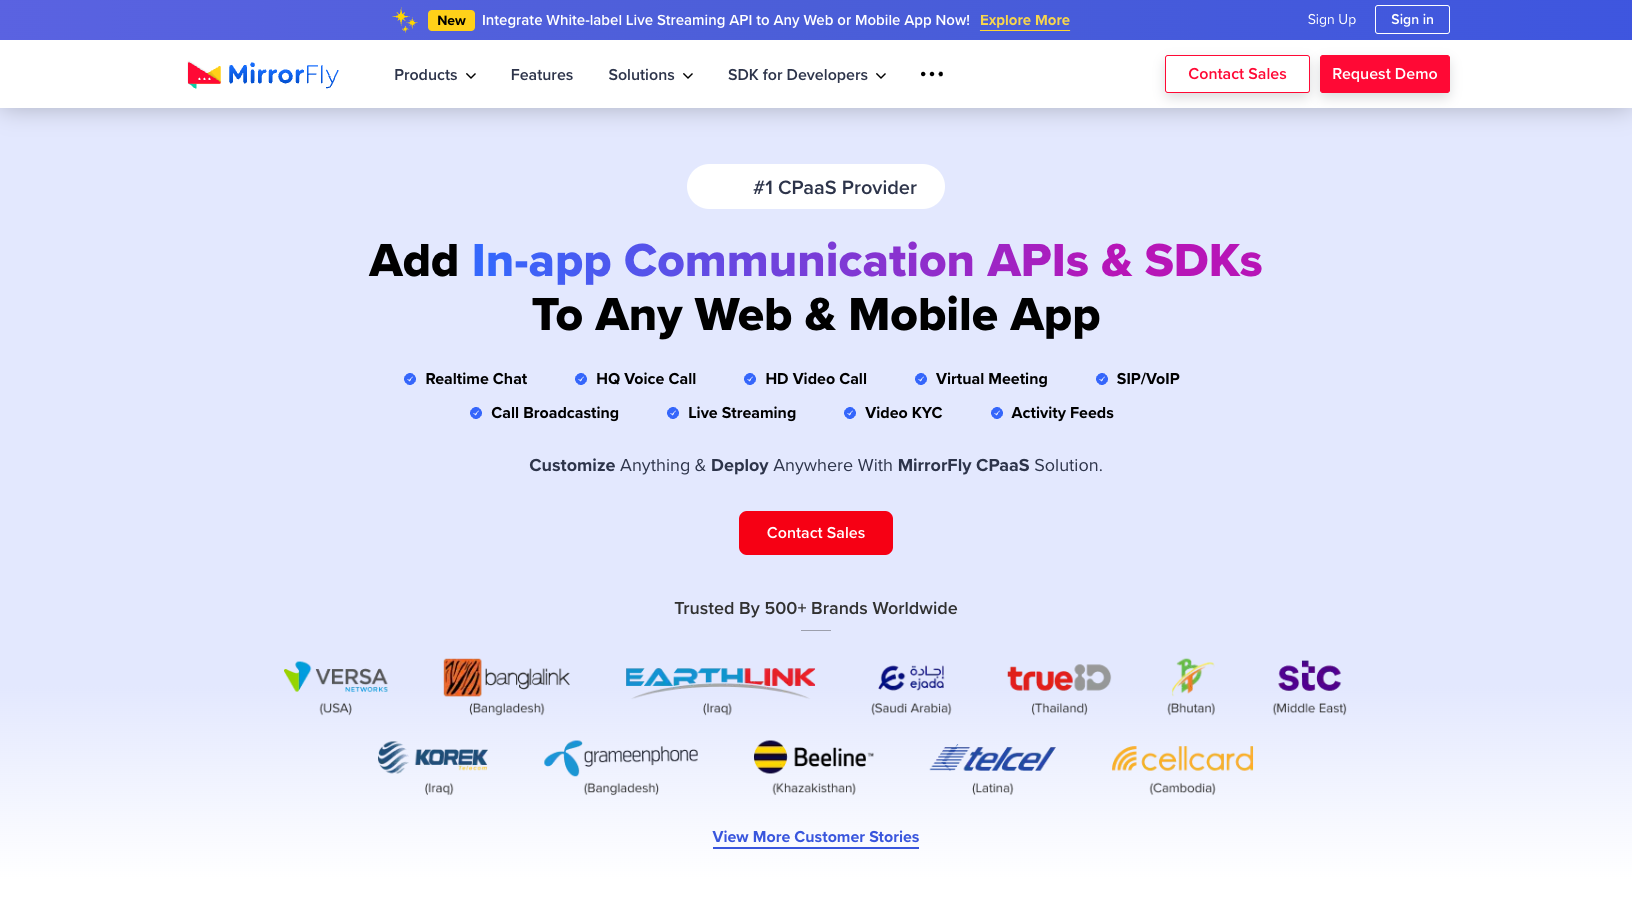 New Integrate White-label Live Streaming API to Any Web or Mobile App Now! Explore More Sign Up Sign in
MirrorFly Products Features Solutions SDK for Developers ••• Contact Sales Request Demo
#1 CPaaS Provider
Add In-app Communication APIs & SDKs
To Any Web & Mobile App
Realtime Chat HQ Voice Call HD Video Call Virtual Meeting SIP/VoIP
Call Broadcasting Live Streaming Video KYC Activity Feeds
Customize Anything & Deploy Anywhere With MirrorFly CPaaS Solution.
Contact Sales
Trusted By 500+ Brands Worldwide
VERSA NETWORKS banglalink EARTHLINK إجادة ejada trueID stc
(USA) (Bangladesh) (Iraq) (Saudi Arabia) (Thailand) (Bhutan) (Middle East)
KOREK grameenphone Beeline™ telcel cellcard
(Iraq) (Bangladesh) (Khazakisthan) (Latina) (Cambodia)
View More Customer Stories